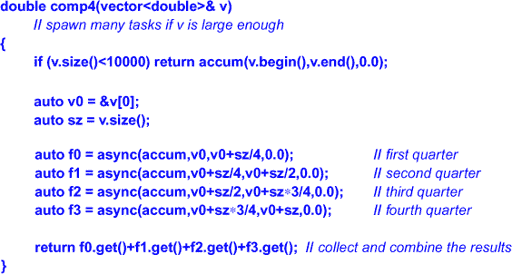 double comp4(vector<double>& v)
// spawn many tasks if v is large enough
{
if (v.size()<10000) return accum(v.begin(),v.end(),0.0);
auto v0 = &v[0];
auto sz = v.size();
auto f0 = async(accum,v0,v0+sz/4,0.0); // first quarter
auto f1 = async(accum,v0+sz/4,v0+sz/2,0.0); // second quarter
auto f2 = async(accum,v0+sz/2,v0+sz*3/4,0.0); // third quarter
auto f3 = async(accum,v0+sz*3/4,v0+sz,0.0); // fourth quarter
return f0.get()+f1.get()+f2.get()+f3.get(); // collect and combine the results
}